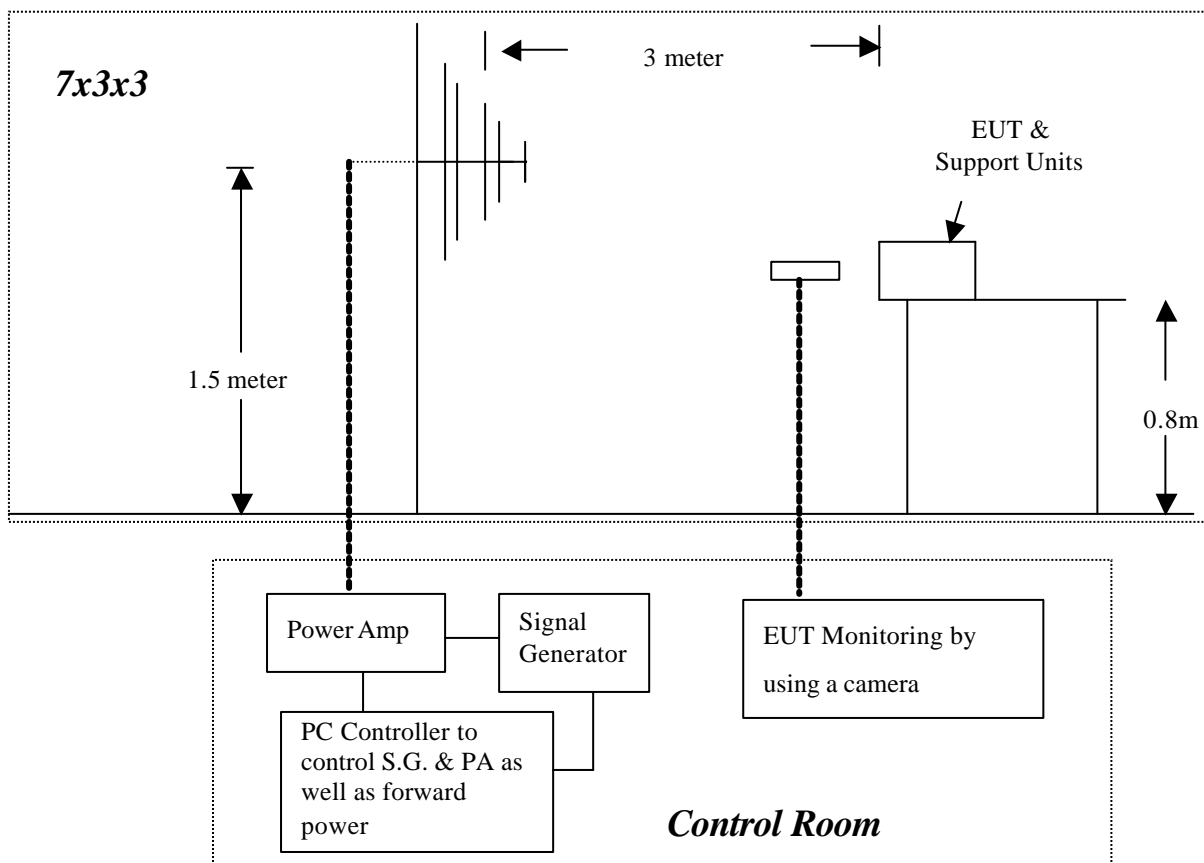 7x3x3
3 meter
EUT &
Support Units
1.5 meter
0.8m
Power Amp
Signal
Generator
EUT Monitoring by
using a camera
PC Controller to
control S.G. & PA as
well as forward
power
Control Room